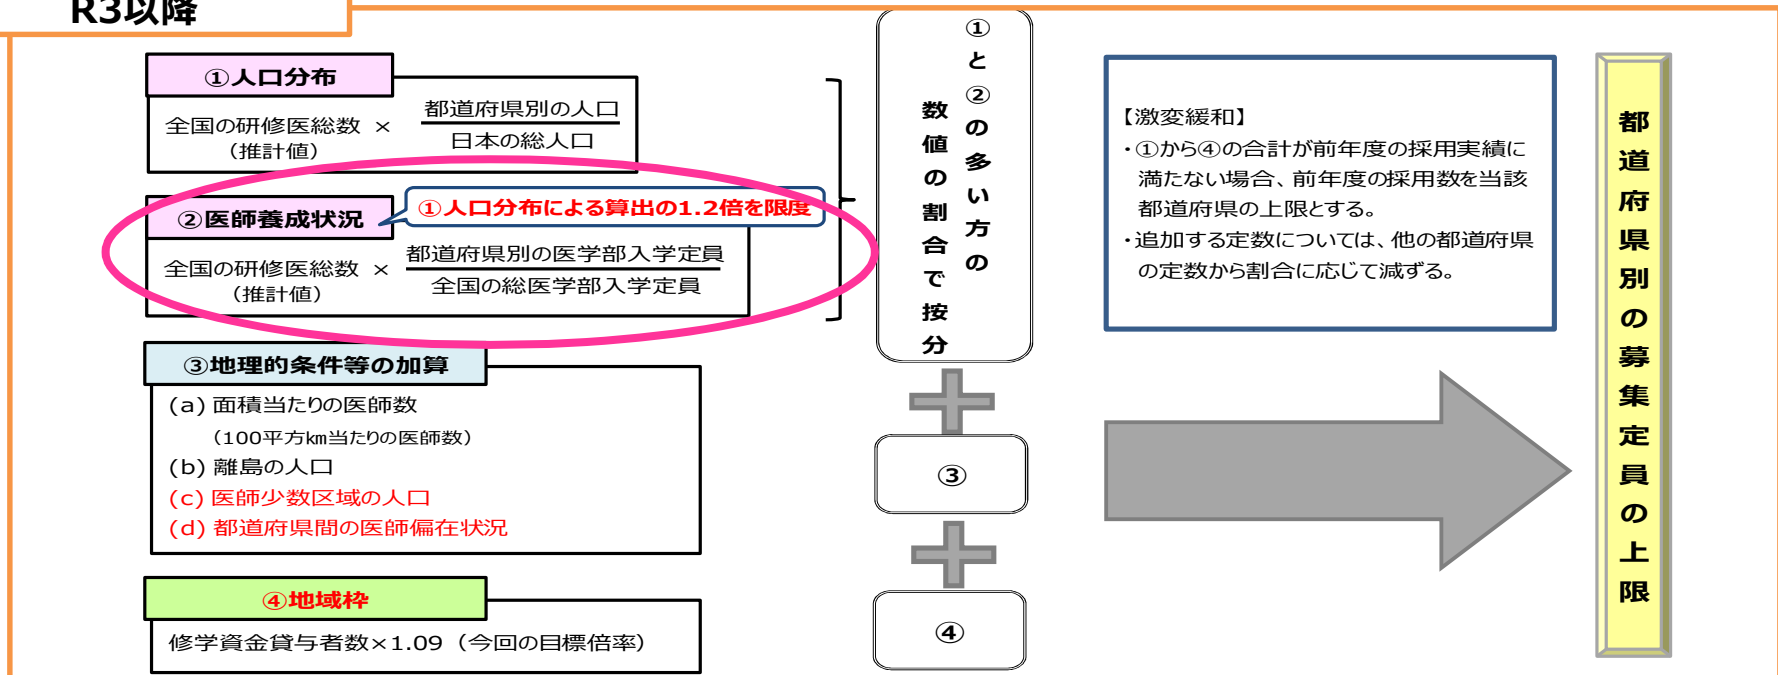 R3以降
①人口分布
全国の研修医総数 × 都道府県別の人口
(推計値) 日本の総人口
②医師養成状況
①人口分布による算出の1.2倍を限度
全国の研修医総数 × 都道府県別の医学部入学定員
(推計値) 全国の総医学部入学定員
③地理的条件等の加算
(a) 面積当たりの医師数
（100平方㎞当たりの医師数）
(b) 離島の人口
(c) 医師少数区域の人口
(d) 都道府県間の医師偏在状況
④地域枠
修学資金貸与者数×1.09（今回の目標倍率）
①と②の多い方の
数値の割合で按分
③
④
【激変緩和】
・①から④の合計が前年度の採用実績に
満たない場合、前年度の採用数を当該
都道府県の上限とする。
・追加する定数については、他の都道府県
の定数から割合に応じて減ずる。
都道府県別の募集定員の上限